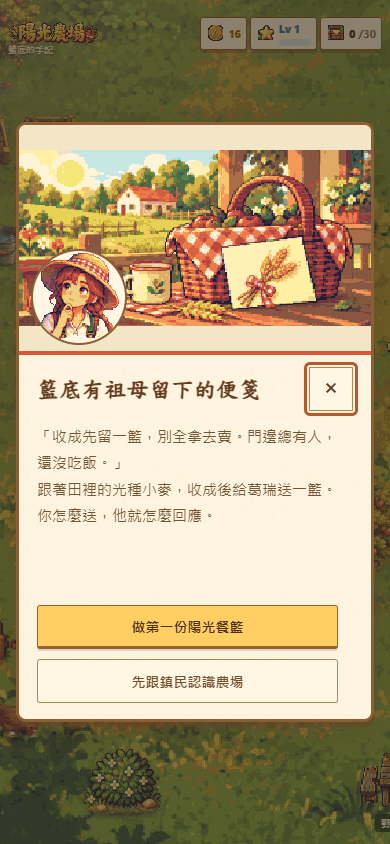 陽光農場
籃底的手記
16
Lv 1
0 /30
籃底有祖母留下的便箋
×
「收成先留一籃,別全拿去賣。門邊總有人,
還沒吃飯。」
跟著田裡的光種小麥,收成後給葛瑞送一籃。
你怎麼送,他就怎麼回應。
做第一份陽光餐籃
先跟鎮民認識農場
野